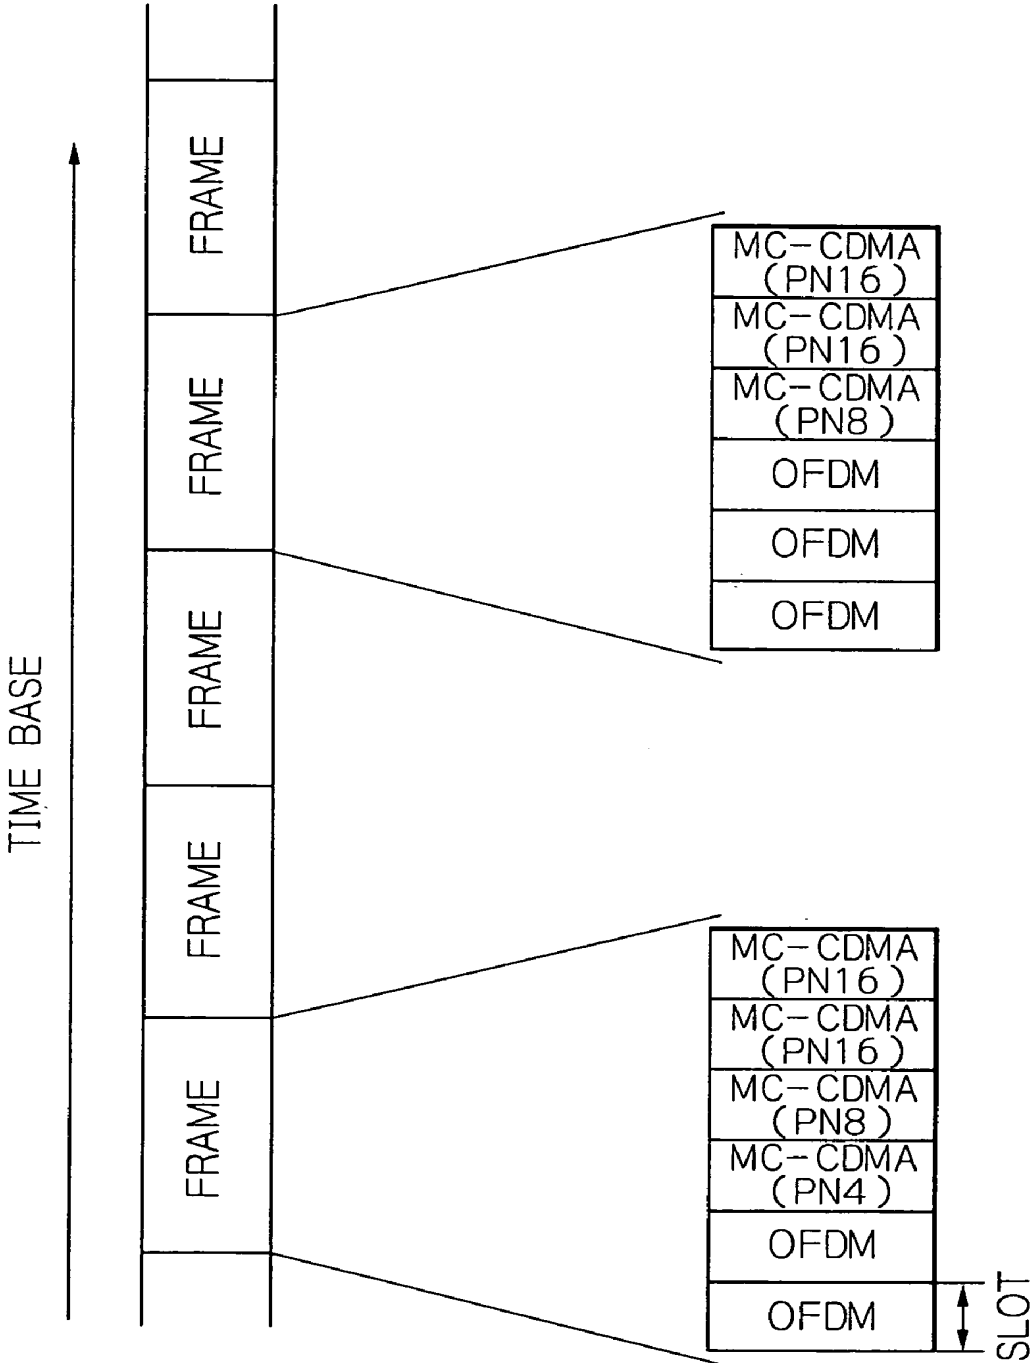 TIME BASE
FRAME
FRAME
FRAME
FRAME
FRAME
MC-CDMA
(PN16)
MC-CDMA
(PN16)
MC-CDMA
(PN8)
OFDM
OFDM
OFDM
MC-CDMA
(PN16)
MC-CDMA
(PN16)
MC-CDMA
(PN8)
MC-CDMA
(PN4)
OFDM
OFDM
SLOT